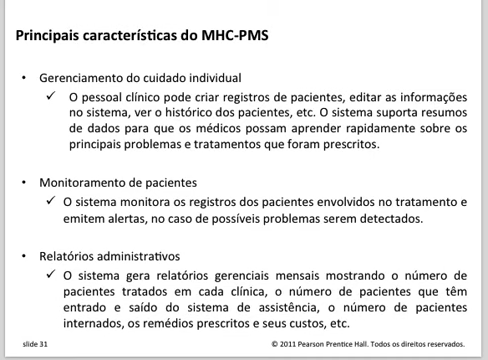 Principais características do MHC-PMS
• Gerenciamento do cuidado individual
✓ O pessoal clínico pode criar registros de pacientes, editar as informações
no sistema, ver o histórico dos pacientes, etc. O sistema suporta resumos
de dados para que os médicos possam aprender rapidamente sobre os
principais problemas e tratamentos que foram prescritos.
• Monitoramento de pacientes
✓ O sistema monitora os registros dos pacientes envolvidos no tratamento e
emitem alertas, no caso de possíveis problemas serem detectados.
• Relatórios administrativos
✓ O sistema gera relatórios gerenciais mensais mostrando o número de
pacientes tratados em cada clínica, o número de pacientes que têm
entrado e saído do sistema de assistência, o número de pacientes
internados, os remédios prescritos e seus custos, etc.
slide 31 © 2011 Pearson Prentice Hall. Todos os direitos reservados.